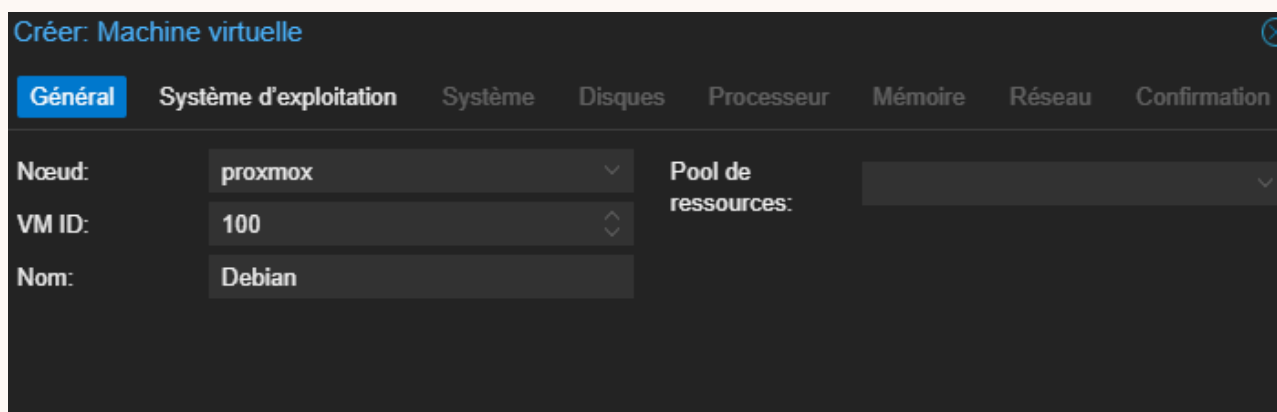 Créer: Machine virtuelle
Général Système d'exploitation Système Disques Processeur Mémoire Réseau Confirmation
Nœud: proxmox
Pool de ressources:
VM ID: 100
Nom: Debian